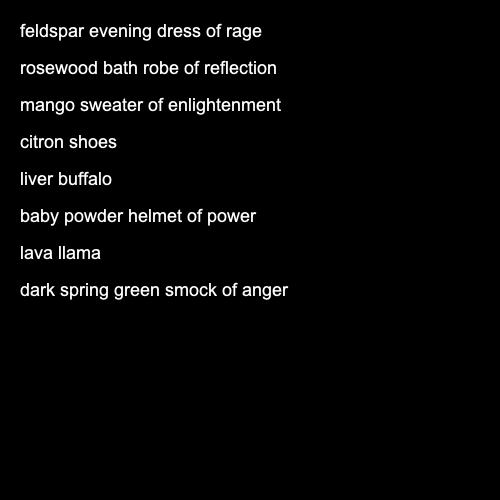 feldspar evening dress of rage
rosewood bath robe of reflection
mango sweater of enlightenment
citron shoes
liver buffalo
baby powder helmet of power
lava llama
dark spring green smock of anger